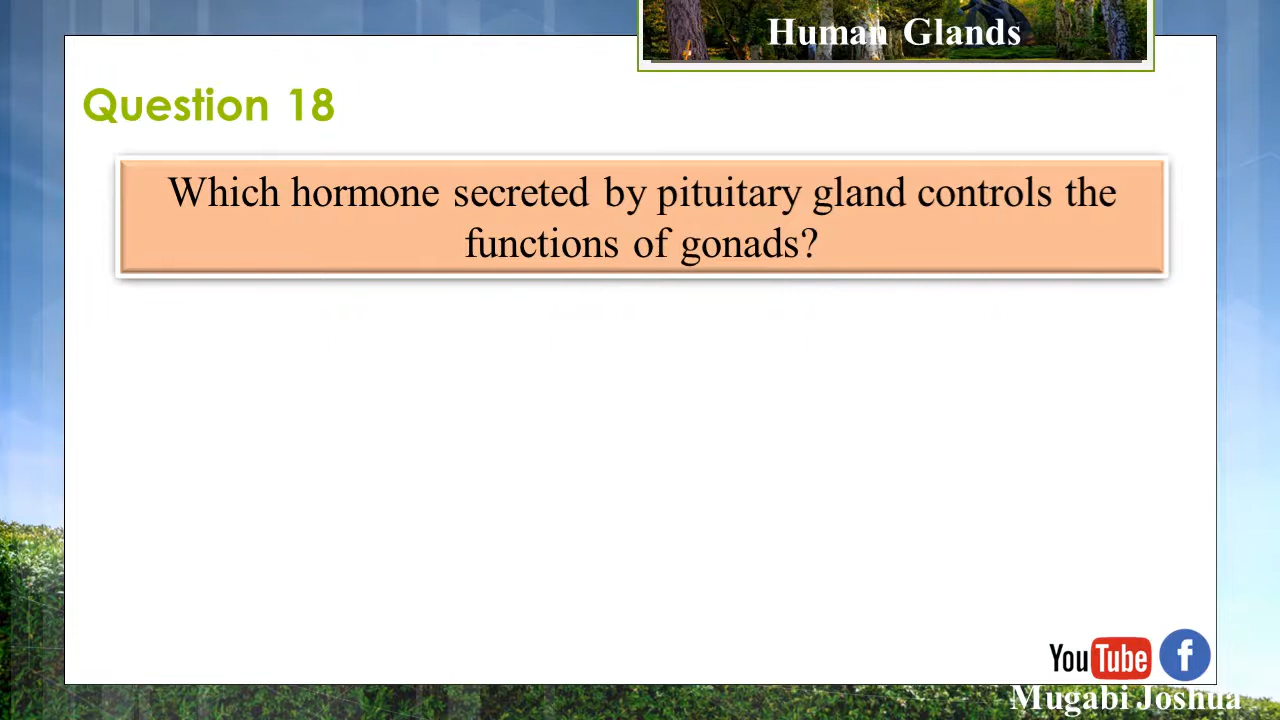 Human Glands
Question 18
Which hormone secreted by pituitary gland controls the
functions of gonads?
YouTube f
Mugabi Joshua